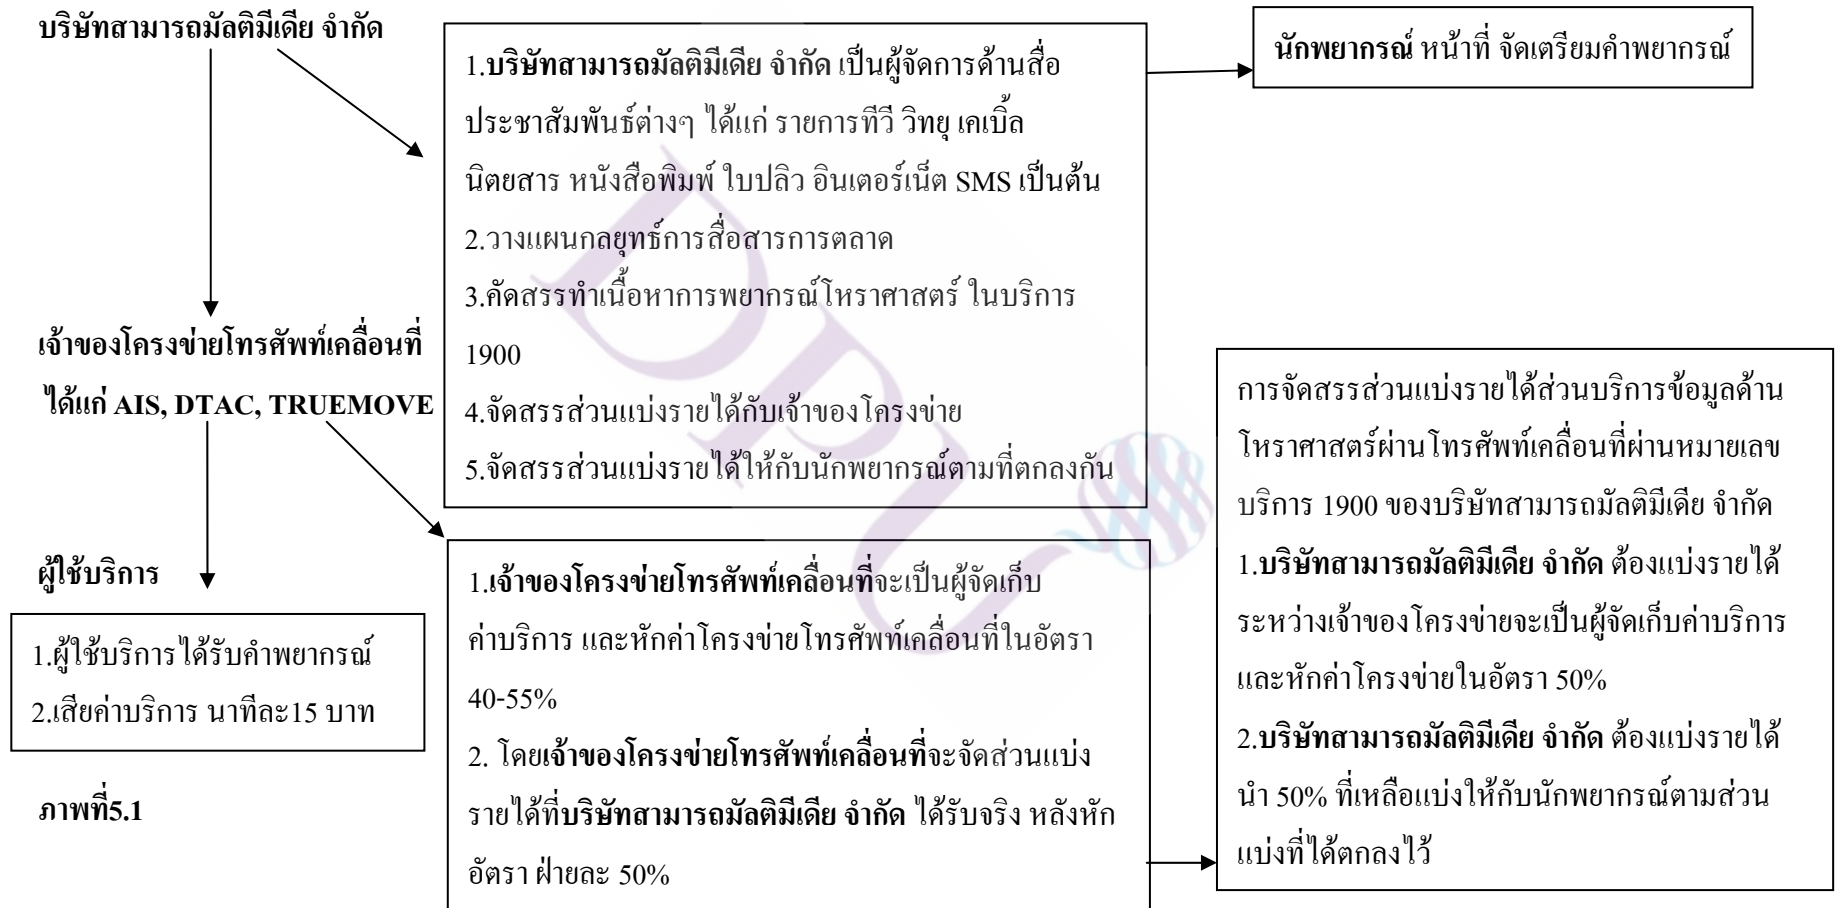 บริษัทสามารถมัลติมีเดีย จำกัด
1.บริษัทสามารถมัลติมีเดีย จำกัด เป็นผู้จัดการด้านสื่อ
ประชาสัมพันธ์ต่างๆ ได้แก่ รายการทีวี วิทยุ เคเบิ้ล
นิตยสาร หนังสือพิมพ์ ใบปลิว อินเตอร์เน็ต SMS เป็นต้น
2.วางแผนกลยุทธ์การสื่อสารการตลาด
3.คัดสรรทำเนื้อหาการพยากรณ์โหราศาสตร์ ในบริการ
1900
4.จัดสรรส่วนแบ่งรายได้กับเจ้าของโครงข่าย
5.จัดสรรส่วนแบ่งรายได้ให้กับนักพยากรณ์ตามที่ตกลงกัน
นักพยากรณ์ หน้าที่ จัดเตรียมคำพยากรณ์
เจ้าของโครงข่ายโทรศัพท์เคลื่อนที่
ได้แก่ AIS, DTAC, TRUEMOVE
ผู้ใช้บริการ
1.ผู้ใช้บริการได้รับคำพยากรณ์
2.เสียค่าบริการ นาทีละ15 บาท
1.เจ้าของโครงข่ายโทรศัพท์เคลื่อนที่จะเป็นผู้จัดเก็บ
ค่าบริการ และหักค่าโครงข่ายโทรศัพท์เคลื่อนที่ในอัตรา
40-55%
2. โดยเจ้าของโครงข่ายโทรศัพท์เคลื่อนที่จะจัดส่วนแบ่ง
รายได้ที่บริษัทสามารถมัลติมีเดีย จำกัด ได้รับจริง หลังหัก
อัตรา ฝ่ายละ 50%
การจัดสรรส่วนแบ่งรายได้ส่วนบริการข้อมูลด้าน
โหราศาสตร์ผ่านโทรศัพท์เคลื่อนที่ผ่านหมายเลข
บริการ 1900 ของบริษัทสามารถมัลติมีเดีย จำกัด
1.บริษัทสามารถมัลติมีเดีย จำกัด ต้องแบ่งรายได้
ระหว่างเจ้าของโครงข่ายจะเป็นผู้จัดเก็บค่าบริการ
และหักค่าโครงข่ายในอัตรา 50%
2.บริษัทสามารถมัลติมีเดีย จำกัด ต้องแบ่งรายได้
นำ 50% ที่เหลือแบ่งให้กับนักพยากรณ์ตามส่วน
แบ่งที่ได้ตกลงไว้
ภาพที่5.1
DPU